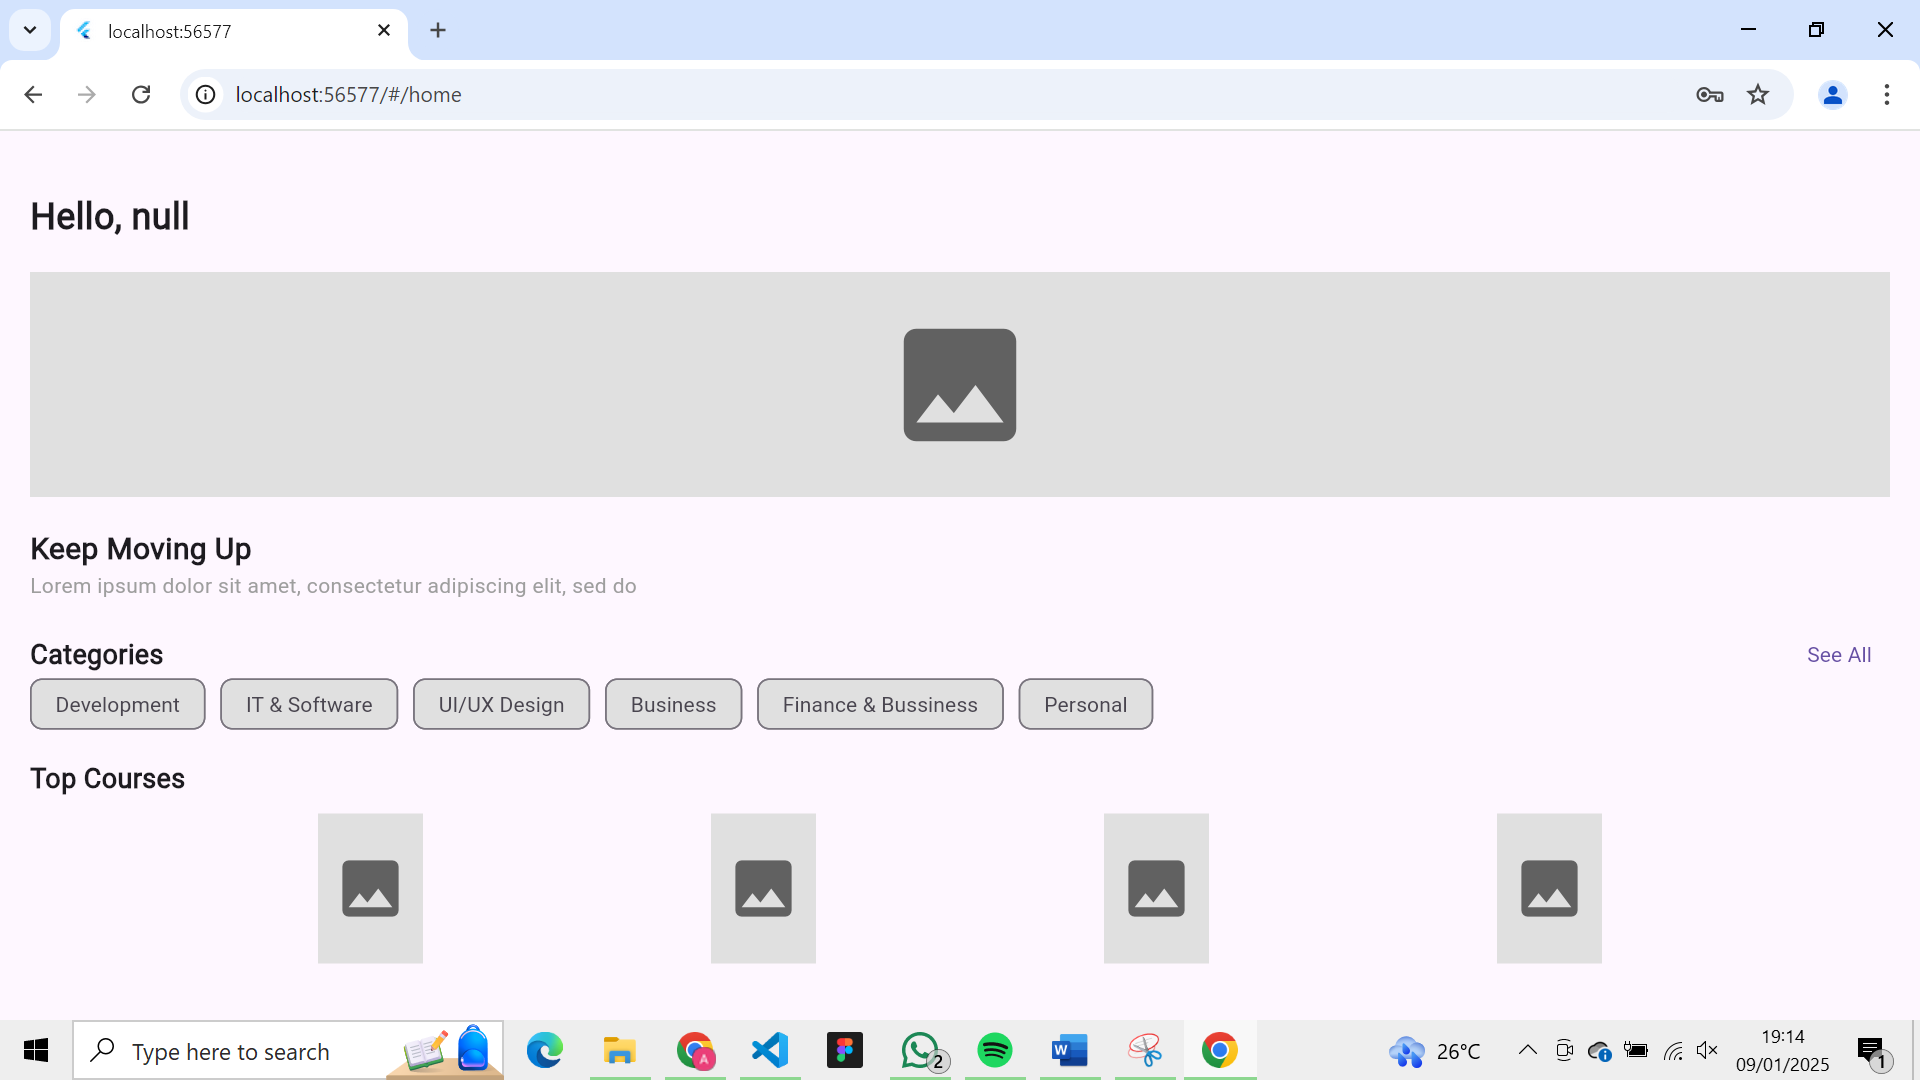 localhost:56577
localhost:56577/#/home
Hello, null
Keep Moving Up
Lorem ipsum dolor sit amet, consectetur adipiscing elit, sed do
Categories
See All
Development
IT & Software
UI/UX Design
Business
Finance & Bussiness
Personal
Top Courses
Type here to search
A
2
W
26°C
19:14
09/01/2025
1